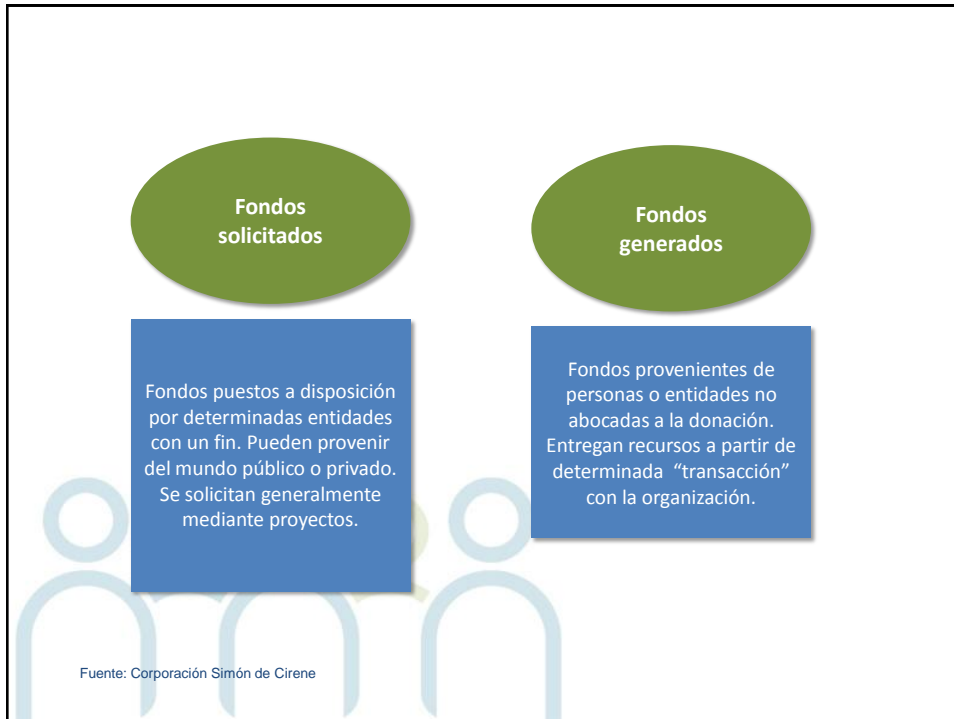 Fondos
solicitados
Fondos puestos a disposición
por determinadas entidades
con un fin. Pueden provenir
del mundo público o privado.
Se solicitan generalmente
mediante proyectos.
Fondos
generados
Fondos provenientes de
personas o entidades no
abocadas a la donación.
Entregan recursos a partir de
determinada “transacción”
con la organización.
Fuente: Corporación Simón de Cirene